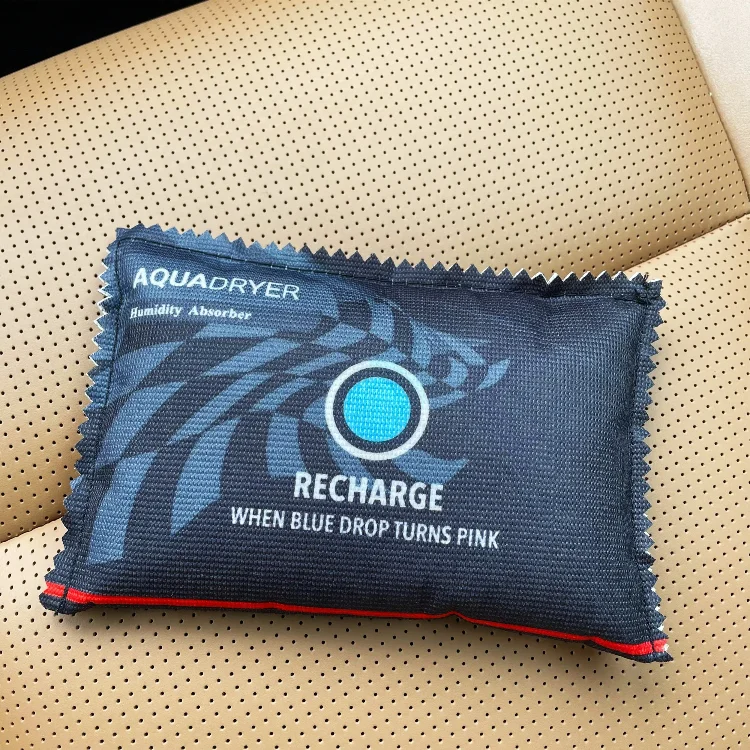 AQUADRYER
Humidity Absorber
RECHARGE
WHEN BLUE DROP TURNS PINK